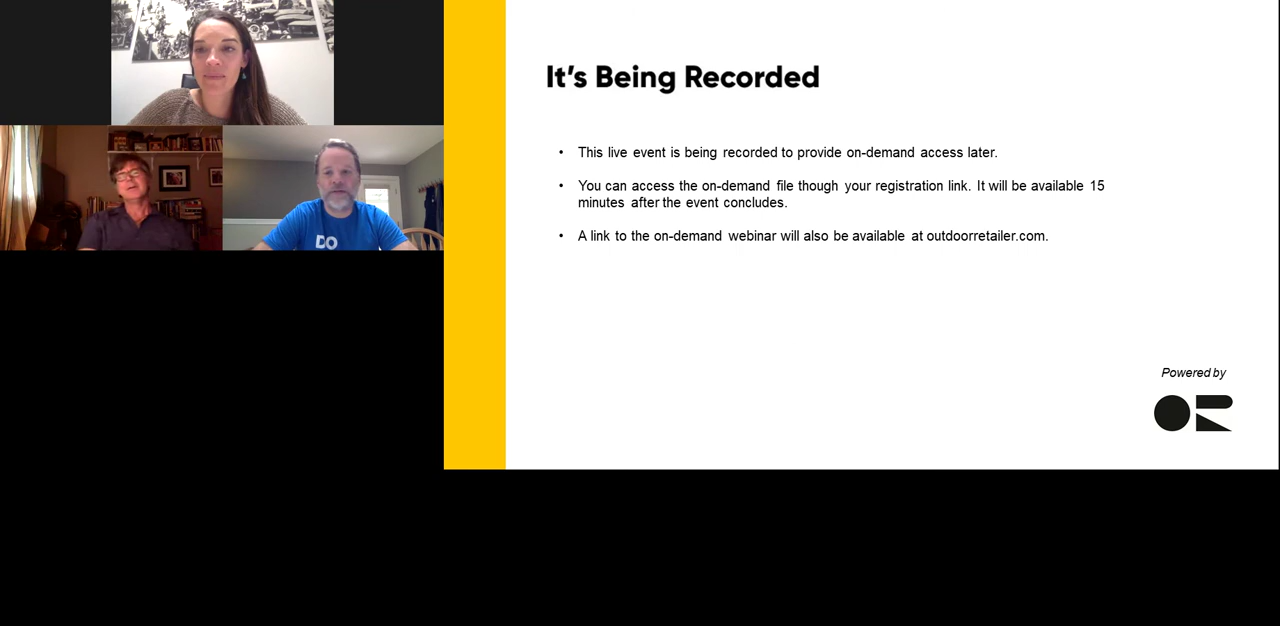 It's Being Recorded
• This live event is being recorded to provide on-demand access later.
• You can access the on-demand file though your registration link. It will be available 15
minutes after the event concludes.
• A link to the on-demand webinar will also be available at outdoorretailer.com.
DO
Powered by
OR